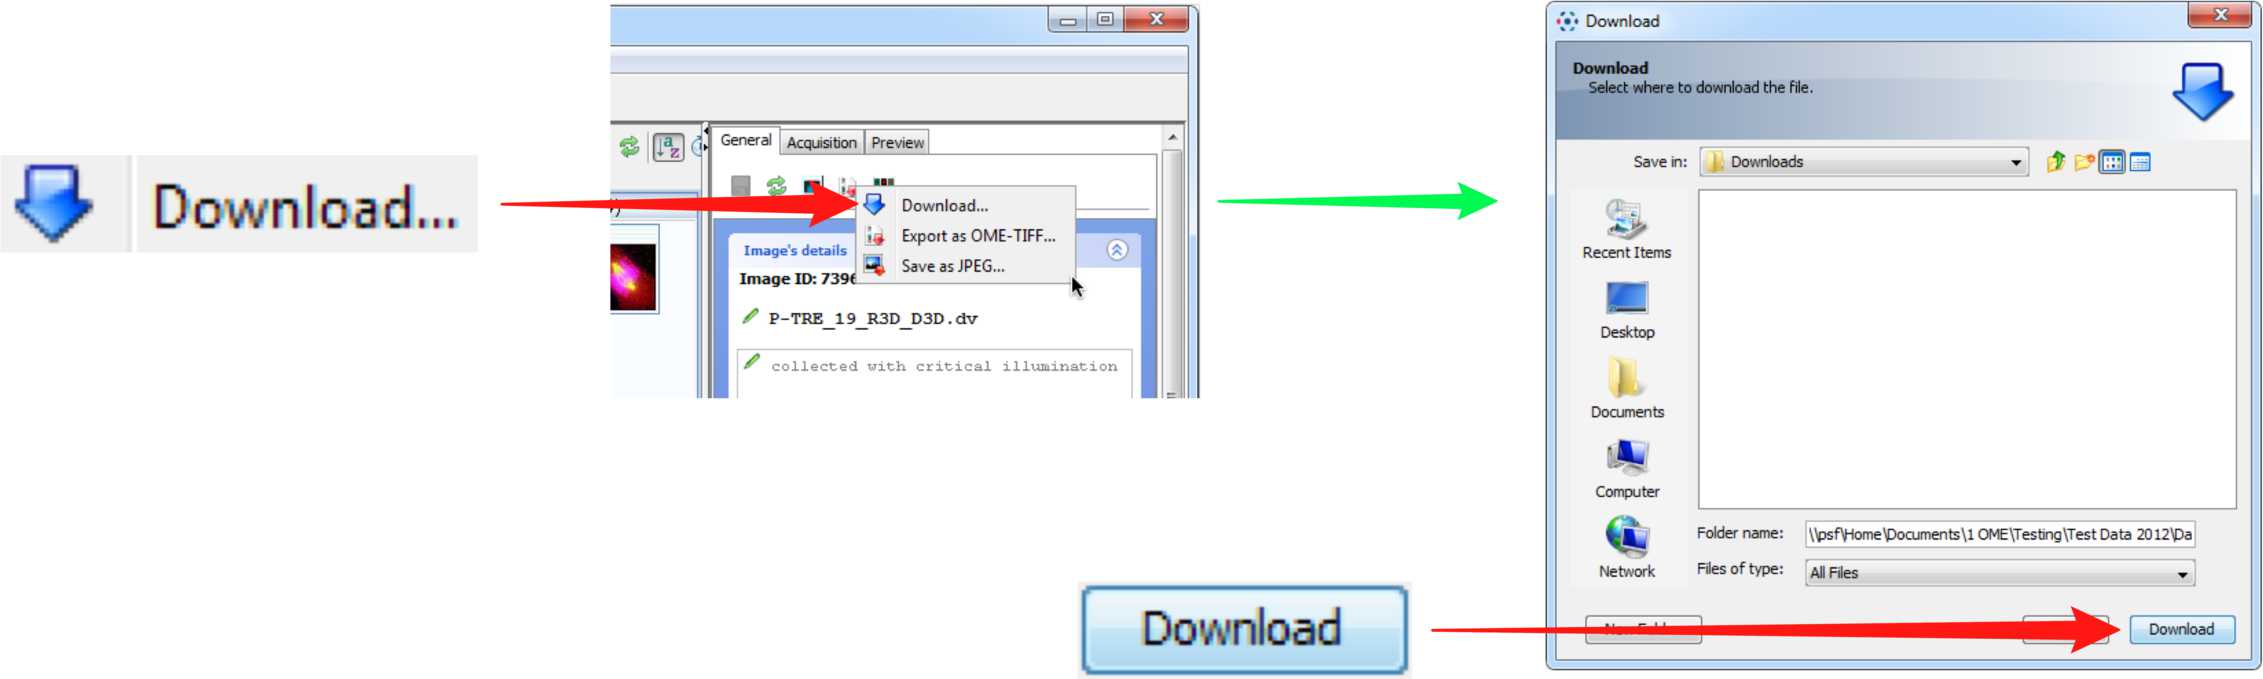 Download...
General
Acquisition
Preview
Download...
Export as OME-TIFF...
Save as JPEG...
Image's details
Image ID: 7396
P-TRE_19_R3D_D3D.dv
collected with critical illumination
Download
Download
Download
Select where to download the file.
Save in:
Downloads
Recent Items
Desktop
Documents
Computer
Network
Folder name:
\\psf\Home\Documents\1 OME\Testing\Test Data 2012\Da
Files of type:
All Files
Download